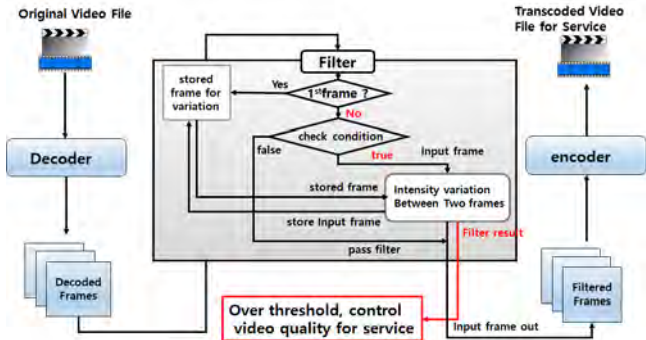 Original Video File
Transcoded Video
File for Service
Filter
stored
frame for
variation
Yes
1st frame ?
No
check condition
false
true
Input frame
Decoder
encoder
stored frame
Intensity variation
Between Two frames
store Input frame
Filter result
pass filter
Decoded
Frames
Filtered
Frames
Over threshold, control
video quality for service
Input frame out